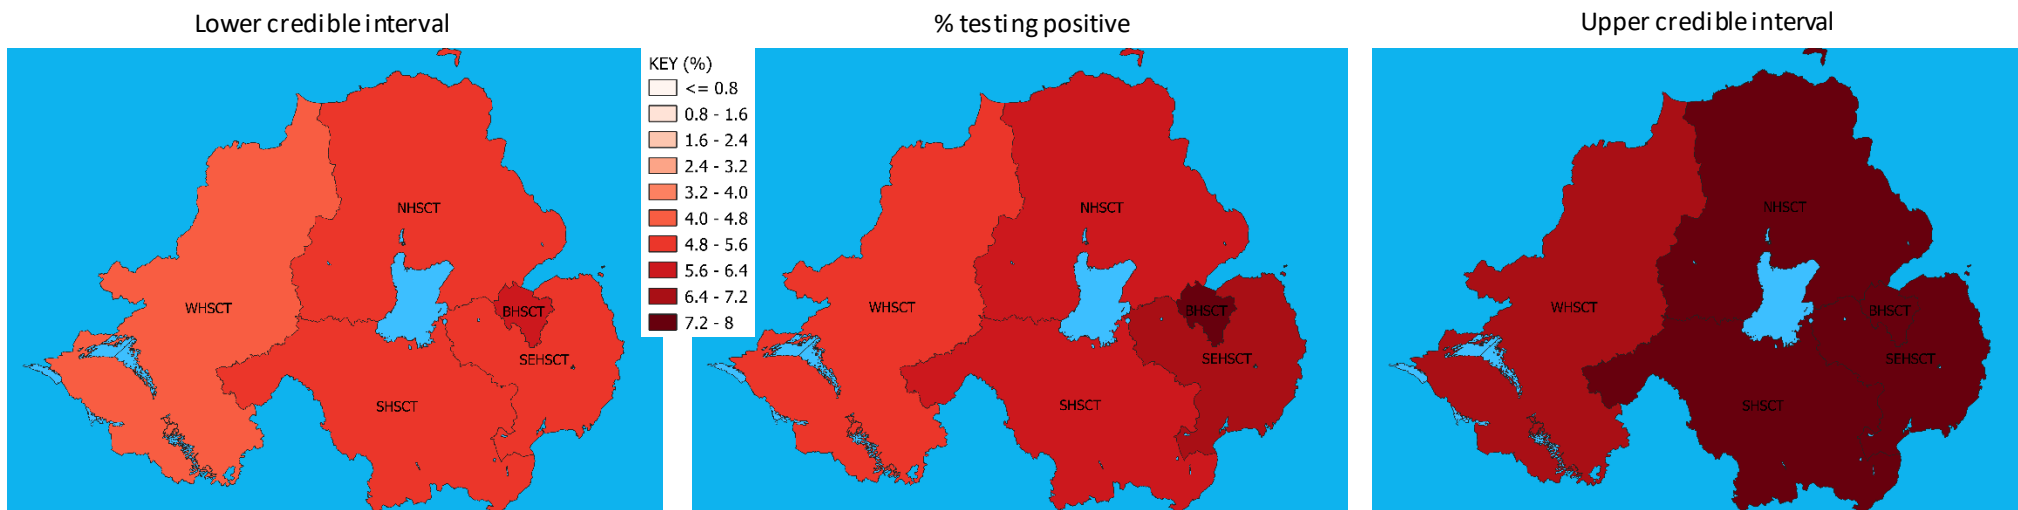 Lower credible interval
% testing positive
Upper credible interval
KEY (%)
<= 0.8
0.8 - 1.6
1.6 - 2.4
2.4 - 3.2
3.2 - 4.0
4.0 - 4.8
4.8 - 5.6
5.6 - 6.4
6.4 - 7.2
7.2 - 8
NHSCT
WHSCT
BHSCT
SEHSCT
SHSCT
NHSCT
WHSCT
BHSCT
SEHSCT
SHSCT
NHSCT
WHSCT
BHSCT
SEHSCT
SHSCT